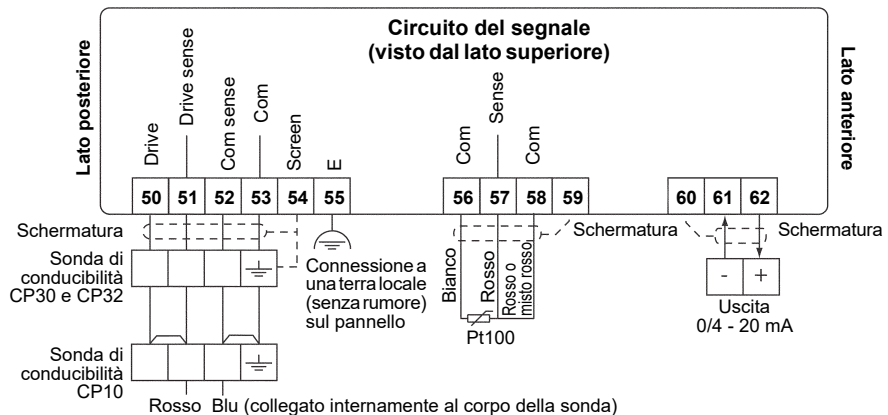 Circuito del segnale
(visto dal lato superiore)
Lato posteriore
Lato anteriore
Drive
Drive sense
Com sense
Com
Screen
E
Com
Sense
Com
50 51 52 53 54 55
56 57 58 59
60 61 62
Schermatura
Schermatura
Schermatura
Sonda di
conducibilità
CP30 e CP32
Connessione a
una terra locale
(senza rumore)
sul pannello
Bianco
Rosso
Rosso o
misto rosso
Pt100
- +
Uscita
0/4 - 20 mA
Sonda di
conducibilità
CP10
Rosso Blu (collegato internamente al corpo della sonda)